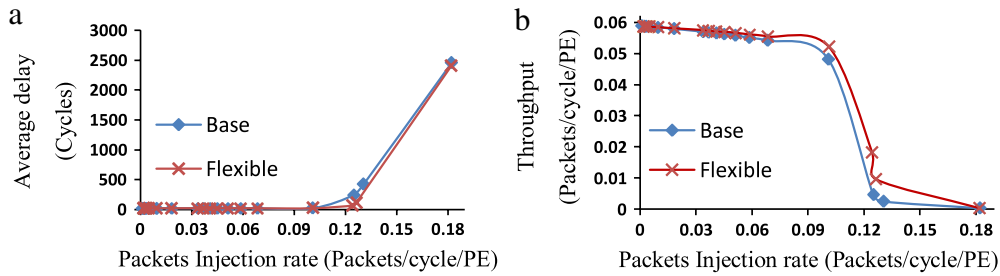 a
Average delay
(Cycles)
3000
2500
2000
1500
1000
500
0
Base
Flexible
0 0.03 0.06 0.09 0.12 0.15 0.18
Packets Injection rate (Packets/cycle/PE)
b
Throughput
(Packets/cycle/PE)
0.06
0.05
0.04
0.03
0.02
0.01
0
Base
Flexible
0 0.03 0.06 0.09 0.12 0.15 0.18
Packets Injection rate (Packets/cycle/PE)